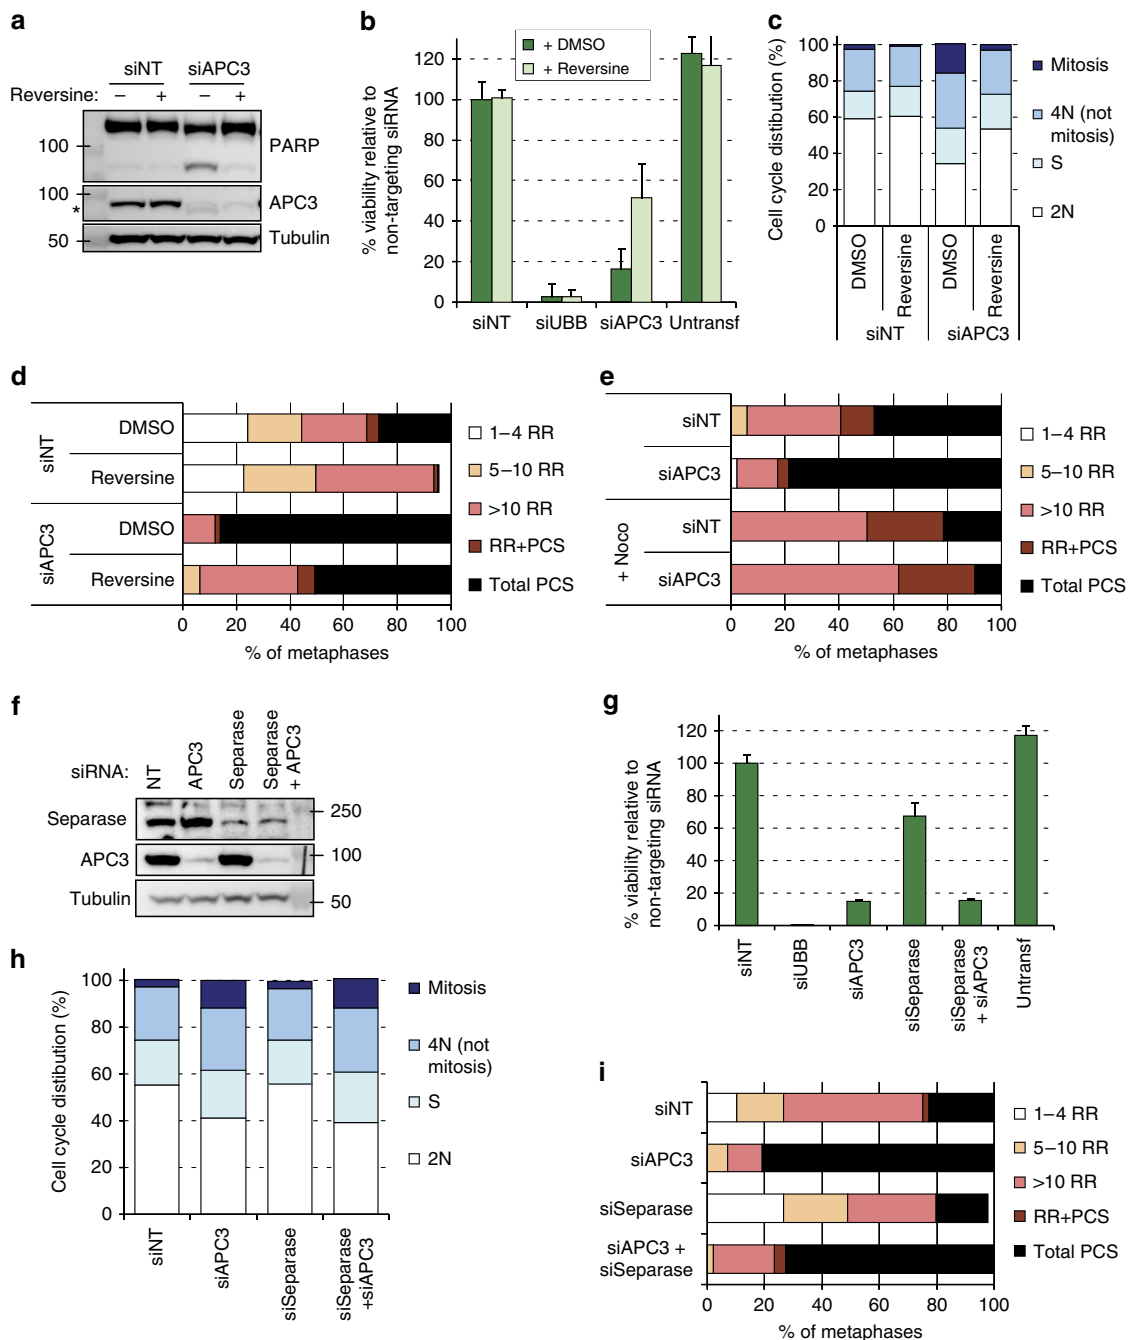 a
siNT siAPC3
Reversine: – + – +
100
PARP
100
*
APC3
50
Tubulin
b
% viability relative to
non-targeting siRNA
120
100
80
60
40
20
0
+ DMSO
+ Reversine
siNT siUBB siAPC3 Untransf
c
Cell cycle distibution (%)
100
80
60
40
20
0
DMSO
Reversine
DMSO
Reversine
siNT siAPC3
Mitosis
4N (not
mitosis)
S
2N
d
siNT
DMSO
Reversine
siAPC3
DMSO
Reversine
0 20 40 60 80 100
% of metaphases
1–4 RR
5–10 RR
>10 RR
RR+PCS
Total PCS
e
siNT
siAPC3
+ Noco
siNT
siAPC3
0 20 40 60 80 100
% of metaphases
1–4 RR
5–10 RR
>10 RR
RR+PCS
Total PCS
f
siRNA:
NT
APC3
Separase
Separase
+ APC3
Separase
250
APC3
100
Tubulin
50
g
% viability relative to
non-targeting siRNA
120
100
80
60
40
20
0
siNT
siUBB
siAPC3
siSeparase
siSeparase
+ siAPC3
Untransf
h
Cell cycle distibution (%)
100
80
60
40
20
0
siNT
siAPC3
siSeparase
siSeparase
+siAPC3
Mitosis
4N (not
mitosis)
S
2N
i
siNT
siAPC3
siSeparase
siAPC3 +
siSeparase
0 20 40 60 80 100
% of metaphases
1–4 RR
5–10 RR
>10 RR
RR+PCS
Total PCS